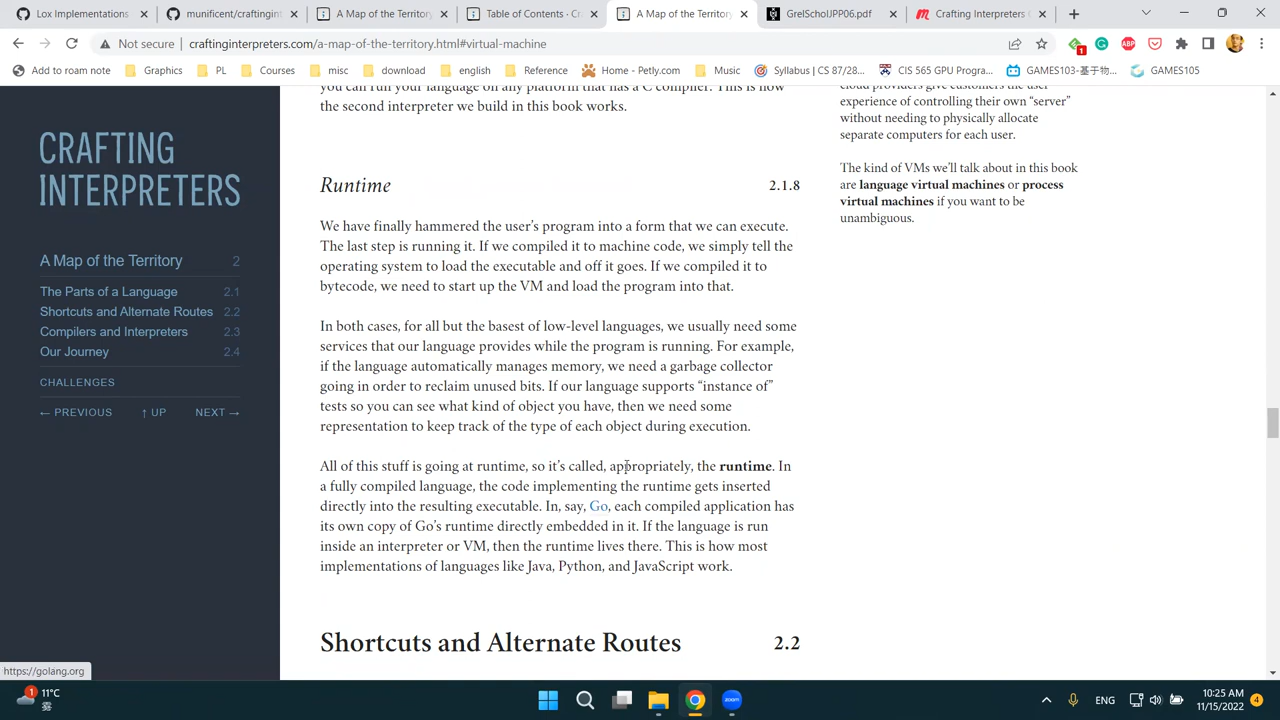 Lox Implementations
munificent/craftinginter
A Map of the Territory
Table of Contents · Cra
A Map of the Territory
GrelScholJPP06.pdf
Crafting Interpreters
Not secure
craftinginterpreters.com/a-map-of-the-territory.html#virtual-machine
1
ABP
Add to roam note
Graphics
PL
Courses
misc
download
english
Reference
Home - Petly.com
Music
Syllabus | CS 87/28...
CIS 565 GPU Progra...
GAMES103-基于物...
GAMES105
CRAFTING
INTERPRETERS
A Map of the Territory 2
The Parts of a Language 2.1
Shortcuts and Alternate Routes 2.2
Compilers and Interpreters 2.3
Our Journey 2.4
CHALLENGES
← PREVIOUS ↑ UP NEXT →
you can run your language on any platform that has a C compiler. This is how
the second interpreter we build in this book works.
Runtime 2.1.8
We have finally hammered the user’s program into a form that we can execute.
The last step is running it. If we compiled it to machine code, we simply tell the
operating system to load the executable and off it goes. If we compiled it to
bytecode, we need to start up the VM and load the program into that.
In both cases, for all but the basest of low-level languages, we usually need some
services that our language provides while the program is running. For example,
if the language automatically manages memory, we need a garbage collector
going in order to reclaim unused bits. If our language supports “instance of”
tests so you can see what kind of object you have, then we need some
representation to keep track of the type of each object during execution.
All of this stuff is going at runtime, so it’s called, appropriately, the runtime. In
a fully compiled language, the code implementing the runtime gets inserted
directly into the resulting executable. In, say, Go, each compiled application has
its own copy of Go’s runtime directly embedded in it. If the language is run
inside an interpreter or VM, then the runtime lives there. This is how most
implementations of languages like Java, Python, and JavaScript work.
Shortcuts and Alternate Routes 2.2
cloud providers give customers the user
experience of controlling their own “server”
without needing to physically allocate
separate computers for each user.
The kind of VMs we’ll talk about in this book
are language virtual machines or process
virtual machines if you want to be
unambiguous.
https://golang.org
1
11°C
雾
zoom
ENG
10:25 AM
11/15/2022
4